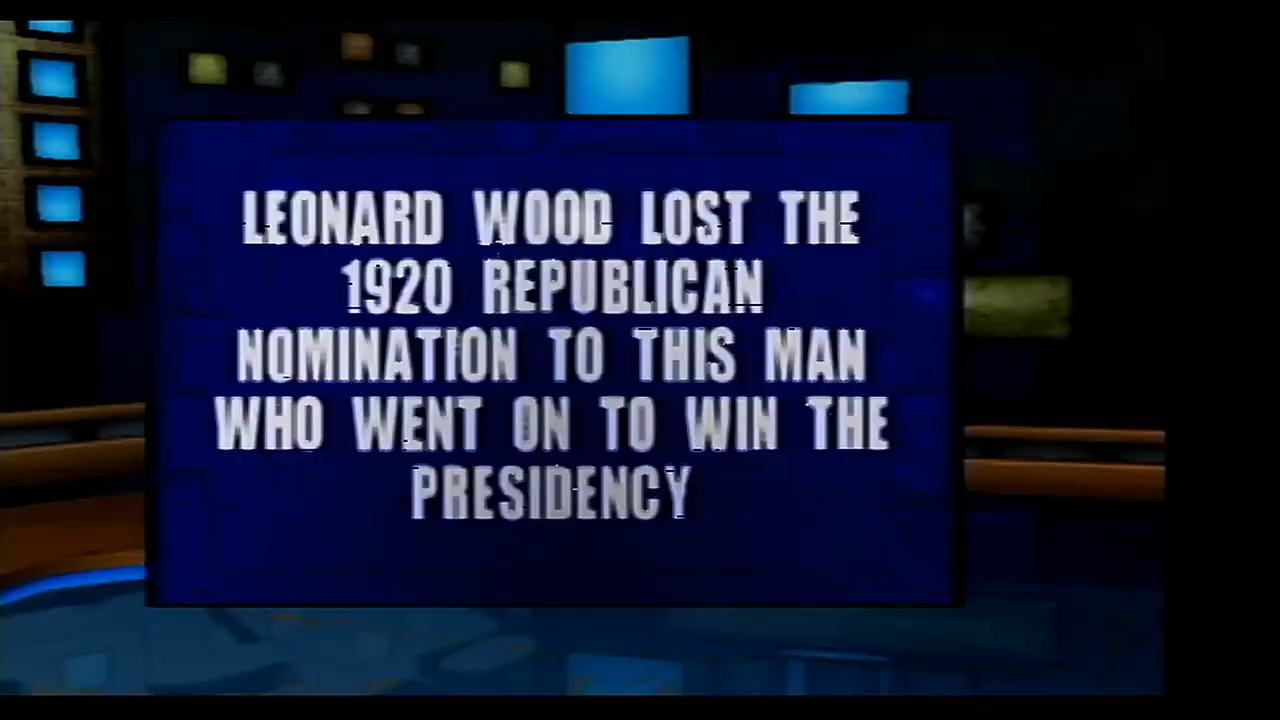 LEONARD WOOD LOST THE
1920 REPUBLICAN
NOMINATION TO THIS MAN
WHO WENT ON TO WIN THE
PRESIDENCY